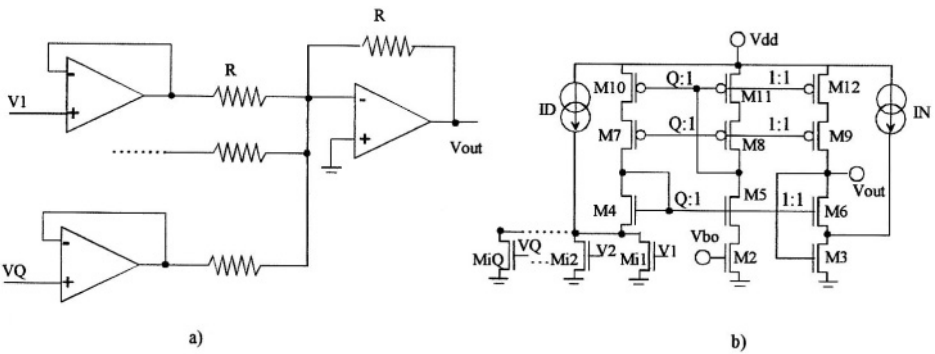 R
R
V1
-
+
-
+
Vout
VQ
-
+
a)
Vdd
M10
Q:1
M11
1:1
M12
ID
IN
M7
Q:1
M8
1:1
M9
Vout
M4
Q:1
M5
1:1
M6
Vbo
MiQ
VQ
Mi2
V2
Mi1
V1
M2
M3
b)